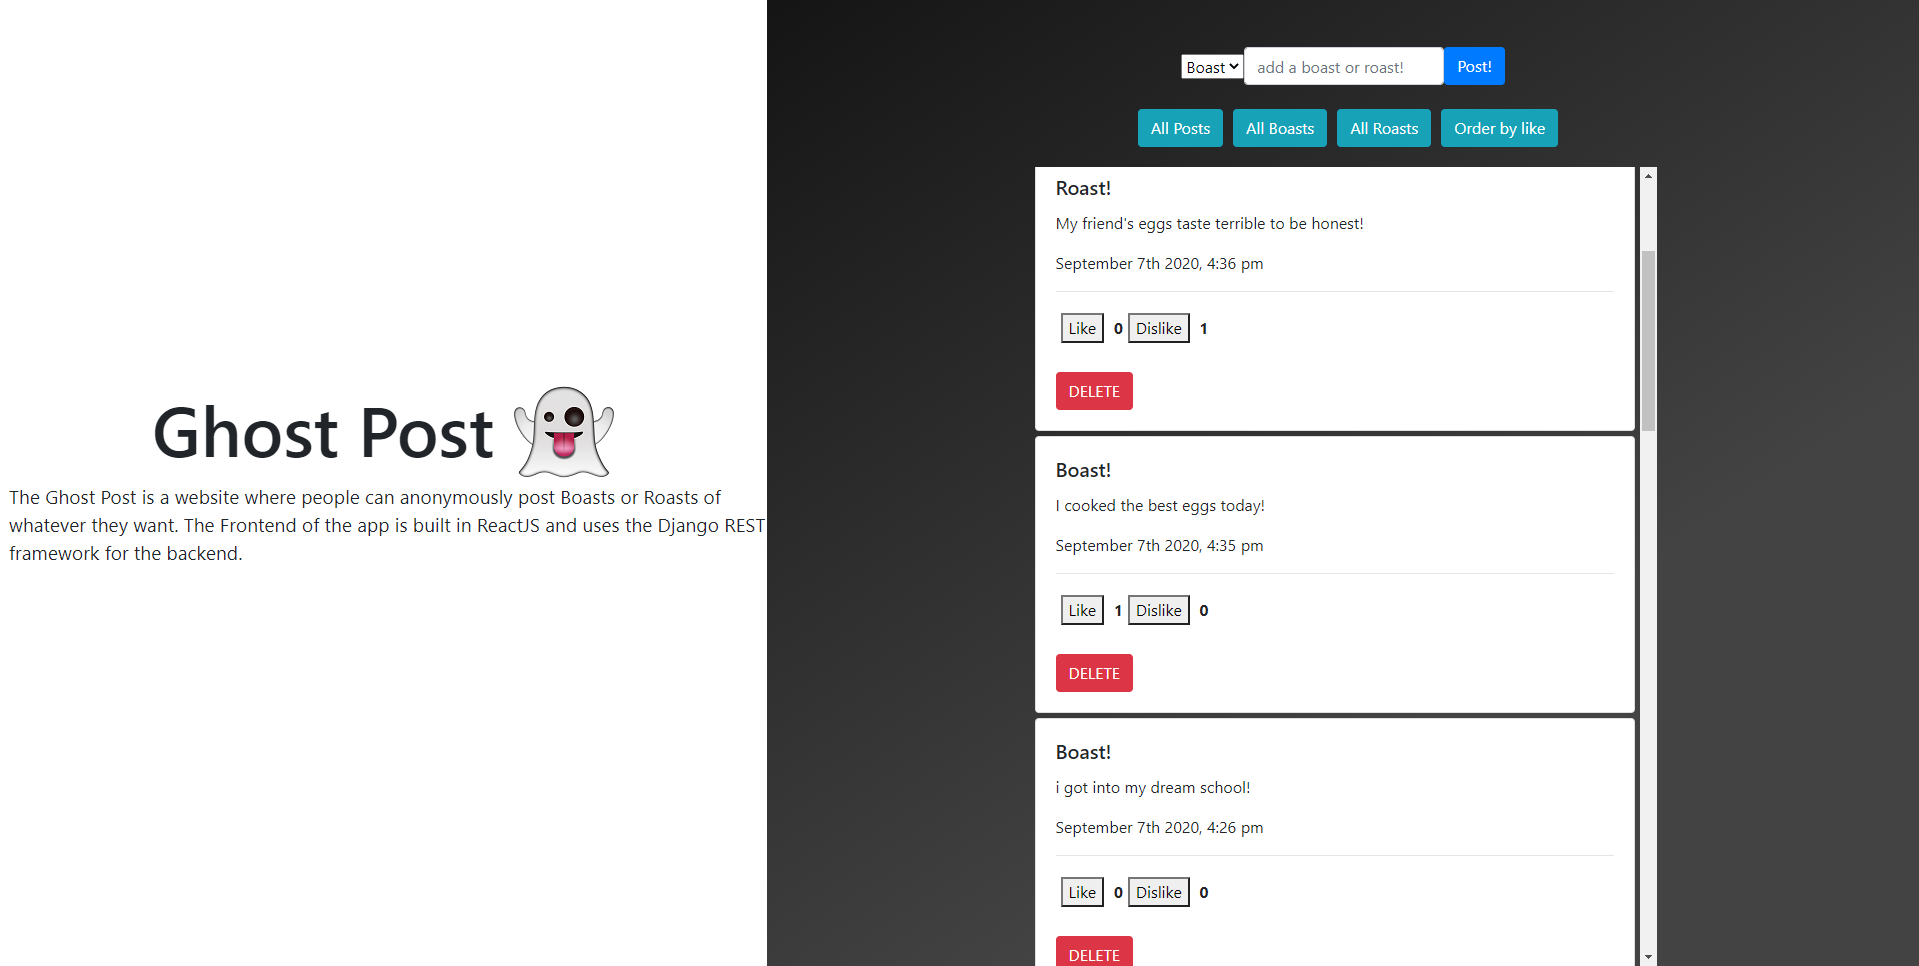 Ghost Post
The Ghost Post is a website where people can anonymously post Boasts or Roasts of
whatever they want. The Frontend of the app is built in ReactJS and uses the Django REST
framework for the backend.
Boast add a boast or roast! Post!
All Posts All Boasts All Roasts Order by like
Roast!
My friend's eggs taste terrible to be honest!
September 7th 2020, 4:36 pm
Like 0 Dislike 1
DELETE
Boast!
I cooked the best eggs today!
September 7th 2020, 4:35 pm
Like 1 Dislike 0
DELETE
Boast!
i got into my dream school!
September 7th 2020, 4:26 pm
Like 0 Dislike 0
DELETE